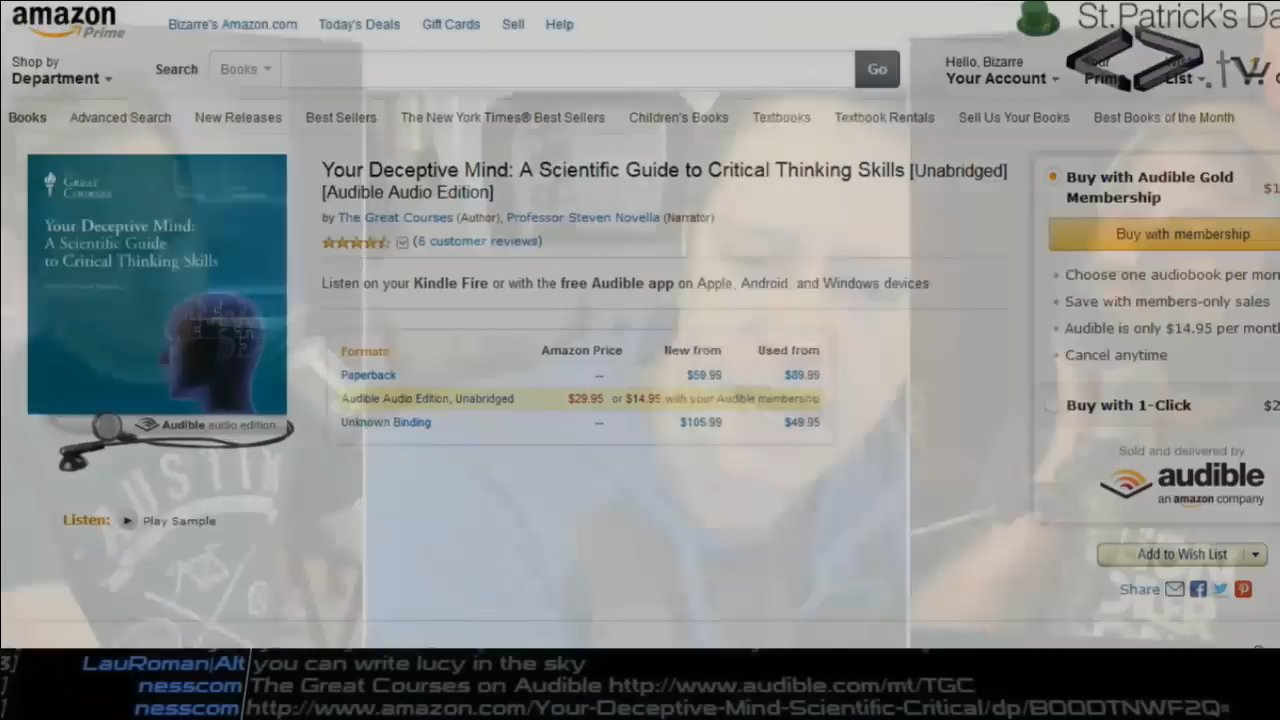 amazon
Prime
Bizarre's Amazon.com Today's Deals Gift Cards Sell Help
St.Patrick's Da
Shop by
Department
Search Books
Go
Hello, Bizarre
Your Account
Prim
List
.tv
Books Advanced Search New Releases Best Sellers The New York Times® Best Sellers Children's Books Textbooks Textbook Rentals Sell Us Your Books Best Books of the Month
GREAT
COURSES
Your Deceptive Mind:
A Scientific Guide
to Critical Thinking Skills
Audible audio edition
AUSTIN
Listen: Play Sample
Your Deceptive Mind: A Scientific Guide to Critical Thinking Skills [Unabridged]
[Audible Audio Edition]
by The Great Courses (Author), Professor Steven Novella (Narrator)
(6 customer reviews)
Listen on your Kindle Fire or with the free Audible app on Apple, Android, and Windows devices
Formats Amazon Price New from Used from
Paperback -- $59.99 $89.99
Audible Audio Edition, Unabridged $29.95 or $14.95 with your Audible membership
Unknown Binding -- $105.99 $49.95
Buy with Audible Gold
Membership
$1
Buy with membership
Choose one audiobook per mon
Save with members-only sales
Audible is only $14.95 per month
Cancel anytime
Buy with 1-Click $2
Sold and delivered by
audible
an amazon company
Add to Wish List
Share
3] LauRoman|Alt you can write lucy in the sky
] nesscom The Great Courses on Audible http://www.audible.com/mt/TGC
] nesscom http://www.amazon.com/Your-Deceptive-Mind-Scientific-Critical/dp/B00DTNWF2Q=